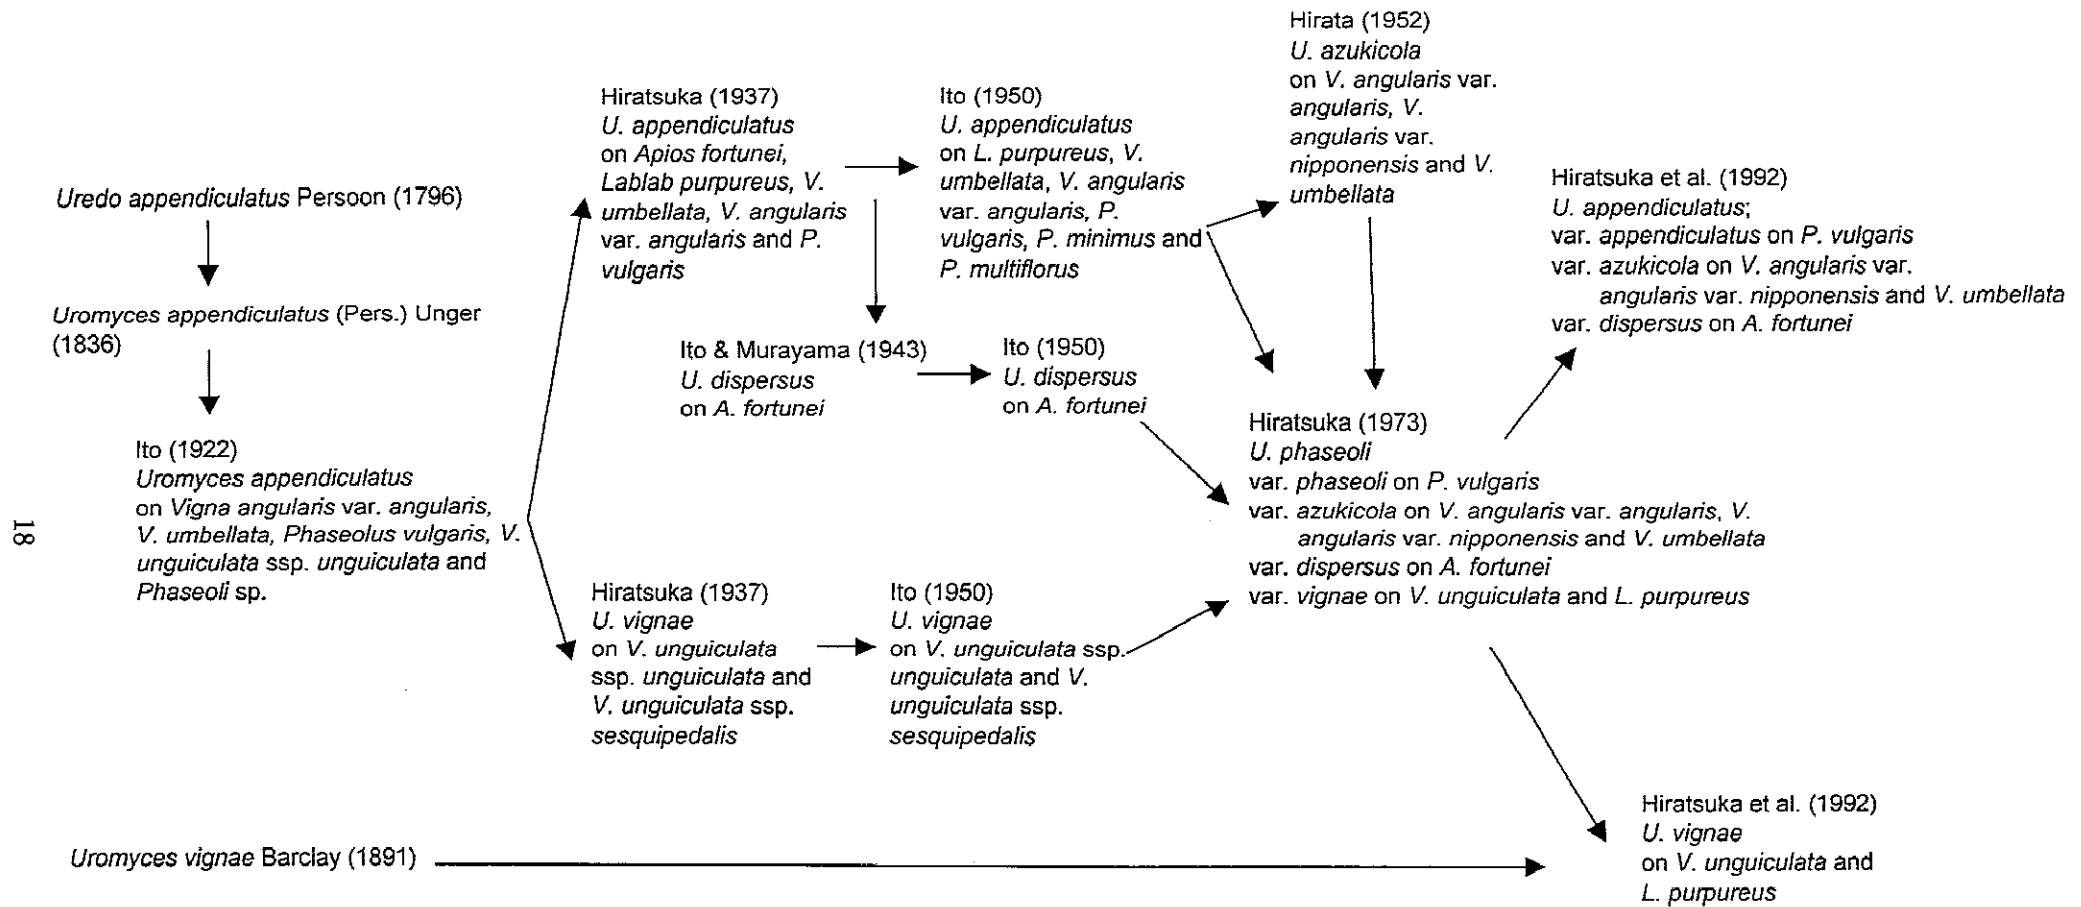 Uredo appendiculatus Persoon (1796)
Uromyces appendiculatus (Pers.) Unger
(1836)
Ito (1922)
Uromyces appendiculatus
on Vigna angularis var. angularis,
V. umbellata, Phaseolus vulgaris, V.
unguiculata ssp. unguiculata and
Phaseoli sp.
Hiratsuka (1937)
U. appendiculatus
on Apios fortunei,
Lablab purpureus, V.
umbellata, V. angularis
var. angularis and P.
vulgaris
Ito (1950)
U. appendiculatus
on L. purpureus, V.
umbellata, V. angularis
var. angularis, P.
vulgaris, P. minimus and
P. multiflorus
Hirata (1952)
U. azukicola
on V. angularis var.
angularis, V.
angularis var.
nipponensis and V.
umbellata
Ito & Murayama (1943)
U. dispersus
on A. fortunei
Ito (1950)
U. dispersus
on A. fortunei
Hiratsuka (1937)
U. vignae
on V. unguiculata
ssp. unguiculata and
V. unguiculata ssp.
sesquipedalis
Ito (1950)
U. vignae
on V. unguiculata ssp.
unguiculata and V.
unguiculata ssp.
sesquipedalis
Hiratsuka (1973)
U. phaseoli
var. phaseoli on P. vulgaris
var. azukicola on V. angularis var. angularis, V.
angularis var. nipponensis and V. umbellata
var. dispersus on A. fortunei
var. vignae on V. unguiculata and L. purpureus
Hiratsuka et al. (1992)
U. appendiculatus;
var. appendiculatus on P. vulgaris
var. azukicola on V. angularis var.
angularis var. nipponensis and V. umbellata
var. dispersus on A. fortunei
Uromyces vignae Barclay (1891)
Hiratsuka et al. (1992)
U. vignae
on V. unguiculata and
L. purpureus
18